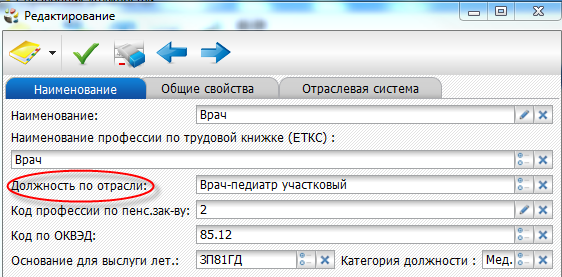 Редактирование
Наименование Общие свойства Отраслевая система
Наименование: Врач
Наименование профессии по трудовой книжке (ЕТКС) :
Врач
Должность по отрасли: Врач-педиатр участковый
Код профессии по пенс.зак-ву: 2
Код по ОКВЭД: 85.12
Основание для выслуги лет.: ЗП81ГД Категория должности : Мед.